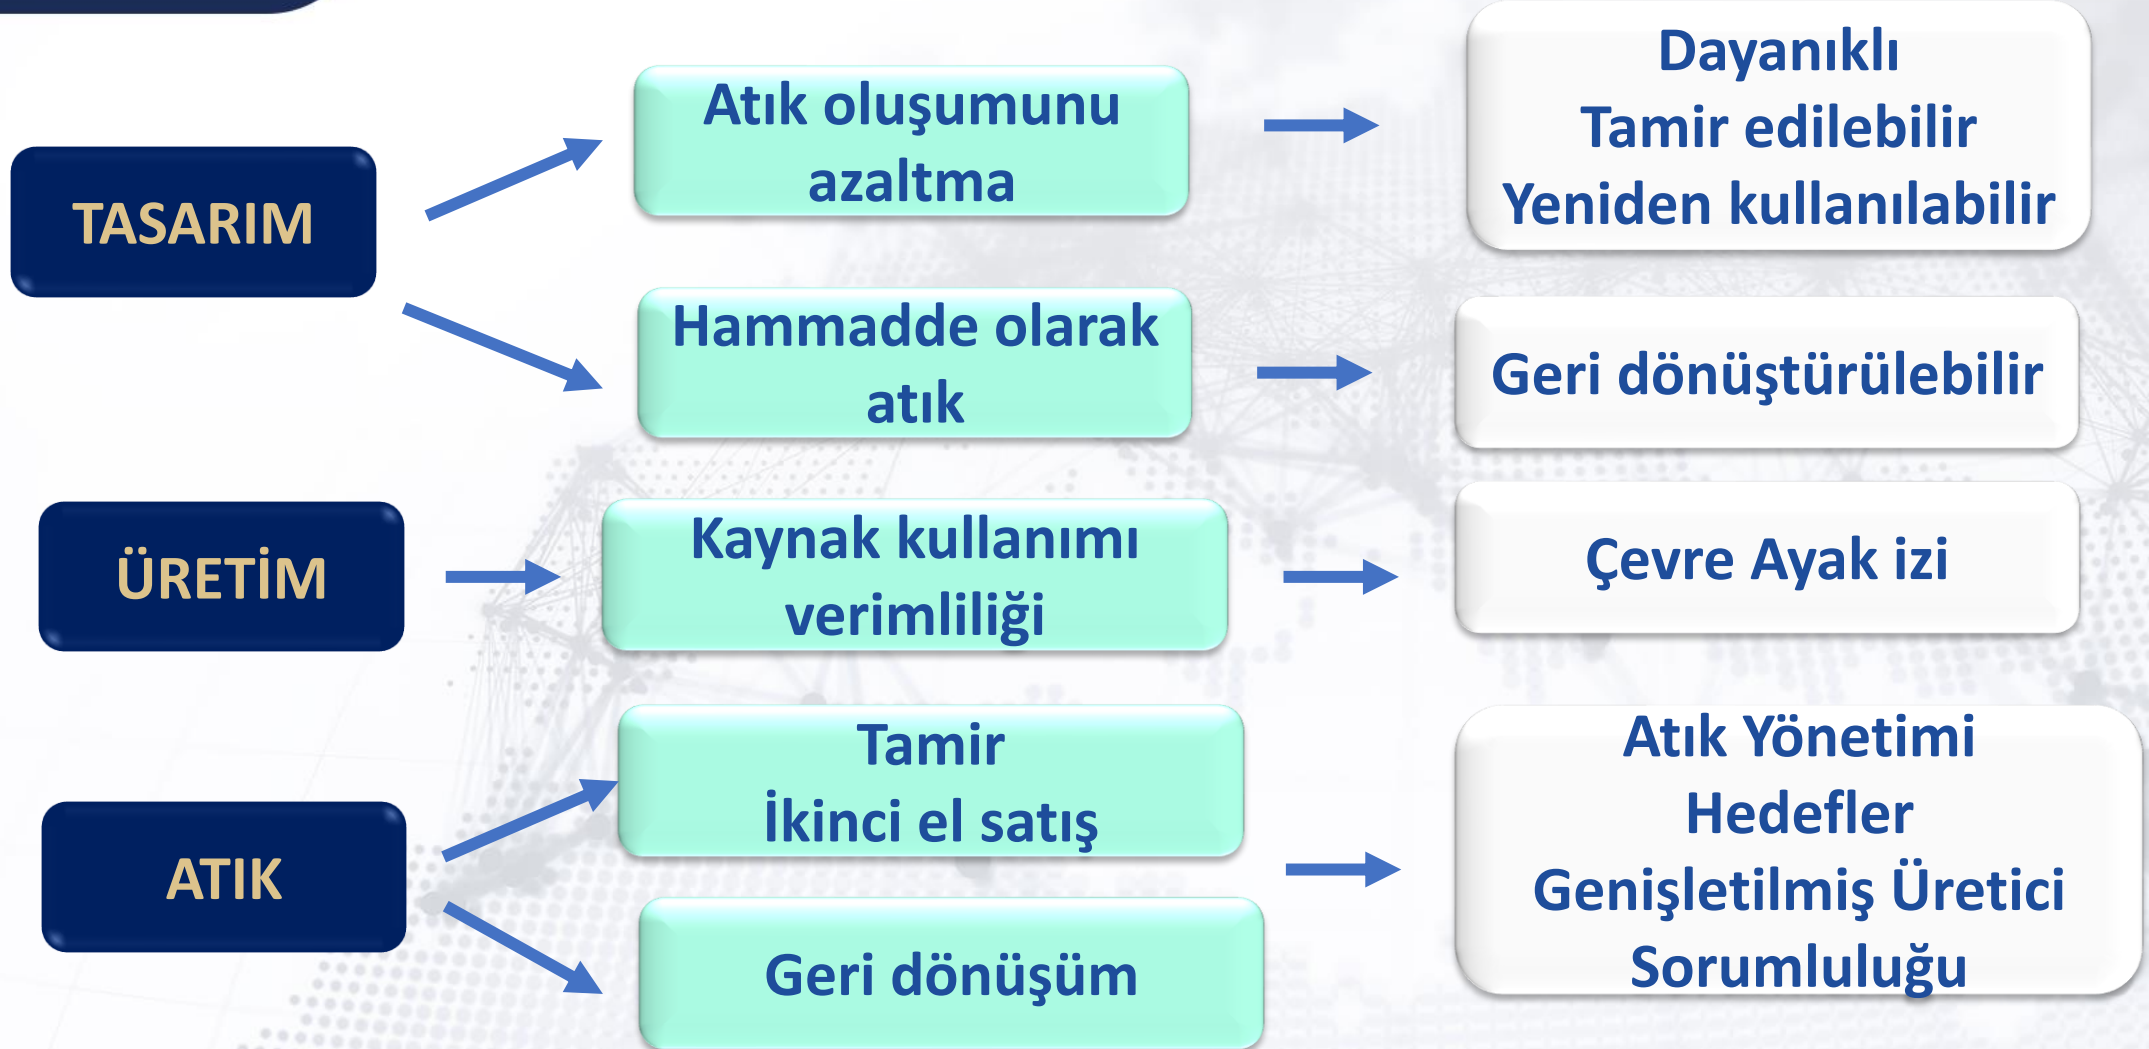 TASARIM
Atık oluşumunu
azaltma
Dayanıklı
Tamir edilebilir
Yeniden kullanılabilir
Hammadde olarak
atık
Geri dönüştürülebilir
ÜRETİM
Kaynak kullanımı
verimliliği
Çevre Ayak izi
ATIK
Tamir
İkinci el satış
Geri dönüşüm
Atık Yönetimi
Hedefler
Genişletilmiş Üretici
Sorumluluğu